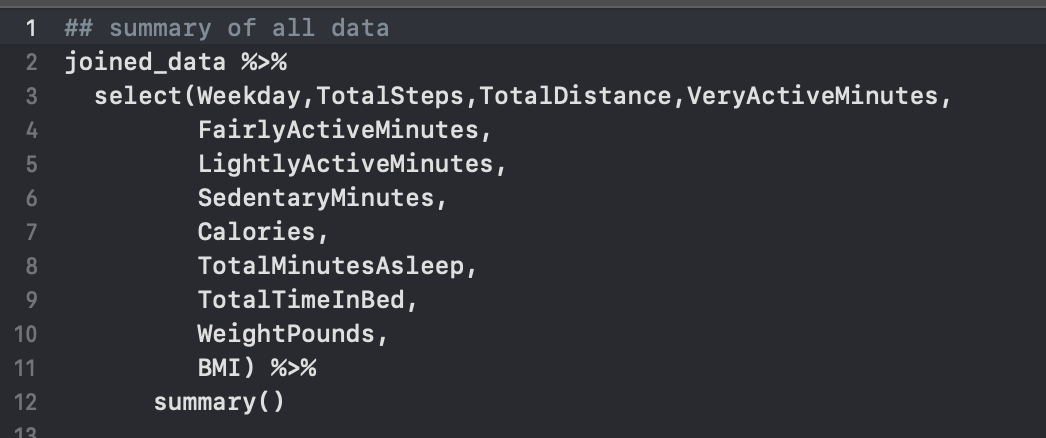 1 ## summary of all data
2 joined_data %>%
3 select(Weekday,TotalSteps,TotalDistance,VeryActiveMinutes,
4 FairlyActiveMinutes,
5 LightlyActiveMinutes,
6 SedentaryMinutes,
7 Calories,
8 TotalMinutesAsleep,
9 TotalTimeInBed,
10 WeightPounds,
11 BMI) %>%
12 summary()
13